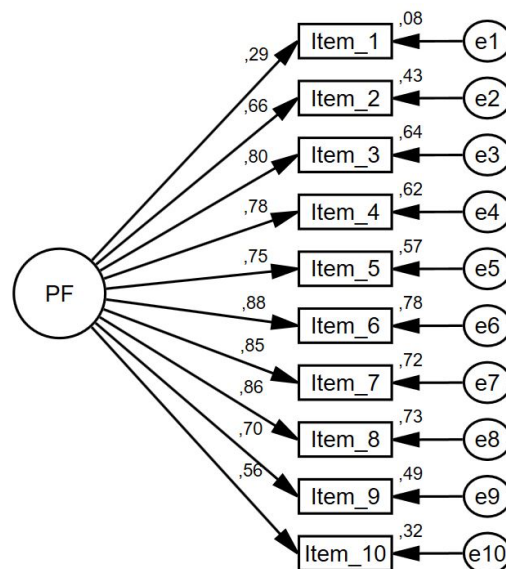 ,08
Item_1
e1
,29
,43
Item_2
e2
,66
,64
Item_3
e3
,80
,62
Item_4
e4
,78
,57
Item_5
e5
,75
PF
,78
Item_6
e6
,88
,72
Item_7
e7
,85
,73
Item_8
e8
,86
,49
Item_9
e9
,70
,32
Item_10
e10
,56